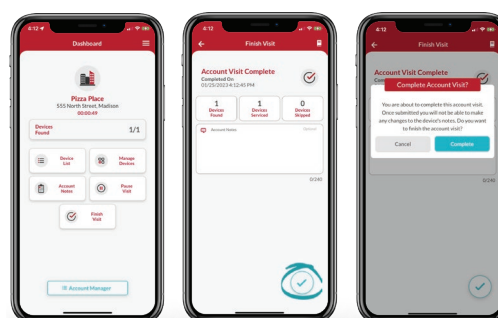 4:12
Dashboard
Pizza Place
555 North Street, Madison
00:00:49
Devices
Found
1/1
Device
List
Manage
Devices
Account
Notes
Pause
Visit
Finish
Visit
Account Manager
4:12
Finish Visit
Account Visit Complete
Completed On
01/25/2023 4:12:41 PM
1
Devices
Found
1
Devices
Serviced
0
Devices
Skipped
Account Notes
Optional
0/240
4:12
Finish Visit
Account Visit Complete
Complete Account Visit?
You are about to complete this account visit.
Once submitted you will not be able to make
any changes to the device's notes. Do you want
to finish the account visit?
Cancel
Complete
0/240